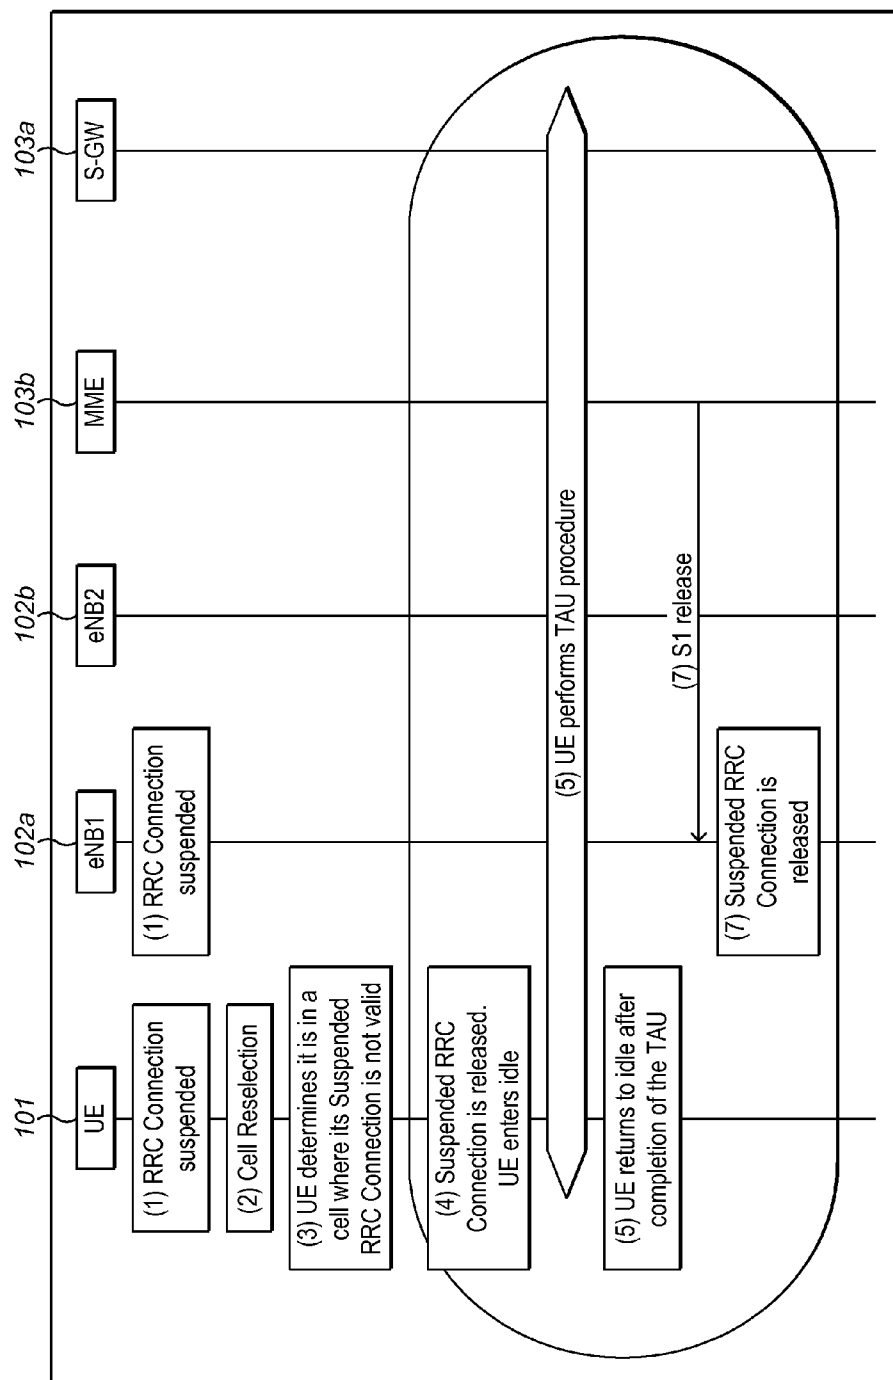 101
102a
102b
103b
103a
UE
eNB1
eNB2
MME
S-GW
(1) RRC Connection
suspended
(1) RRC Connection
suspended
(2) Cell Reselection
(3) UE determines it is in a
cell where its Suspended
RRC Connection is not valid
(4) Suspended RRC
Connection is released.
UE enters idle
(5) UE performs TAU procedure
(5) UE returns to idle after
completion of the TAU
(7) S1 release
(7) Suspended RRC
Connection is
released